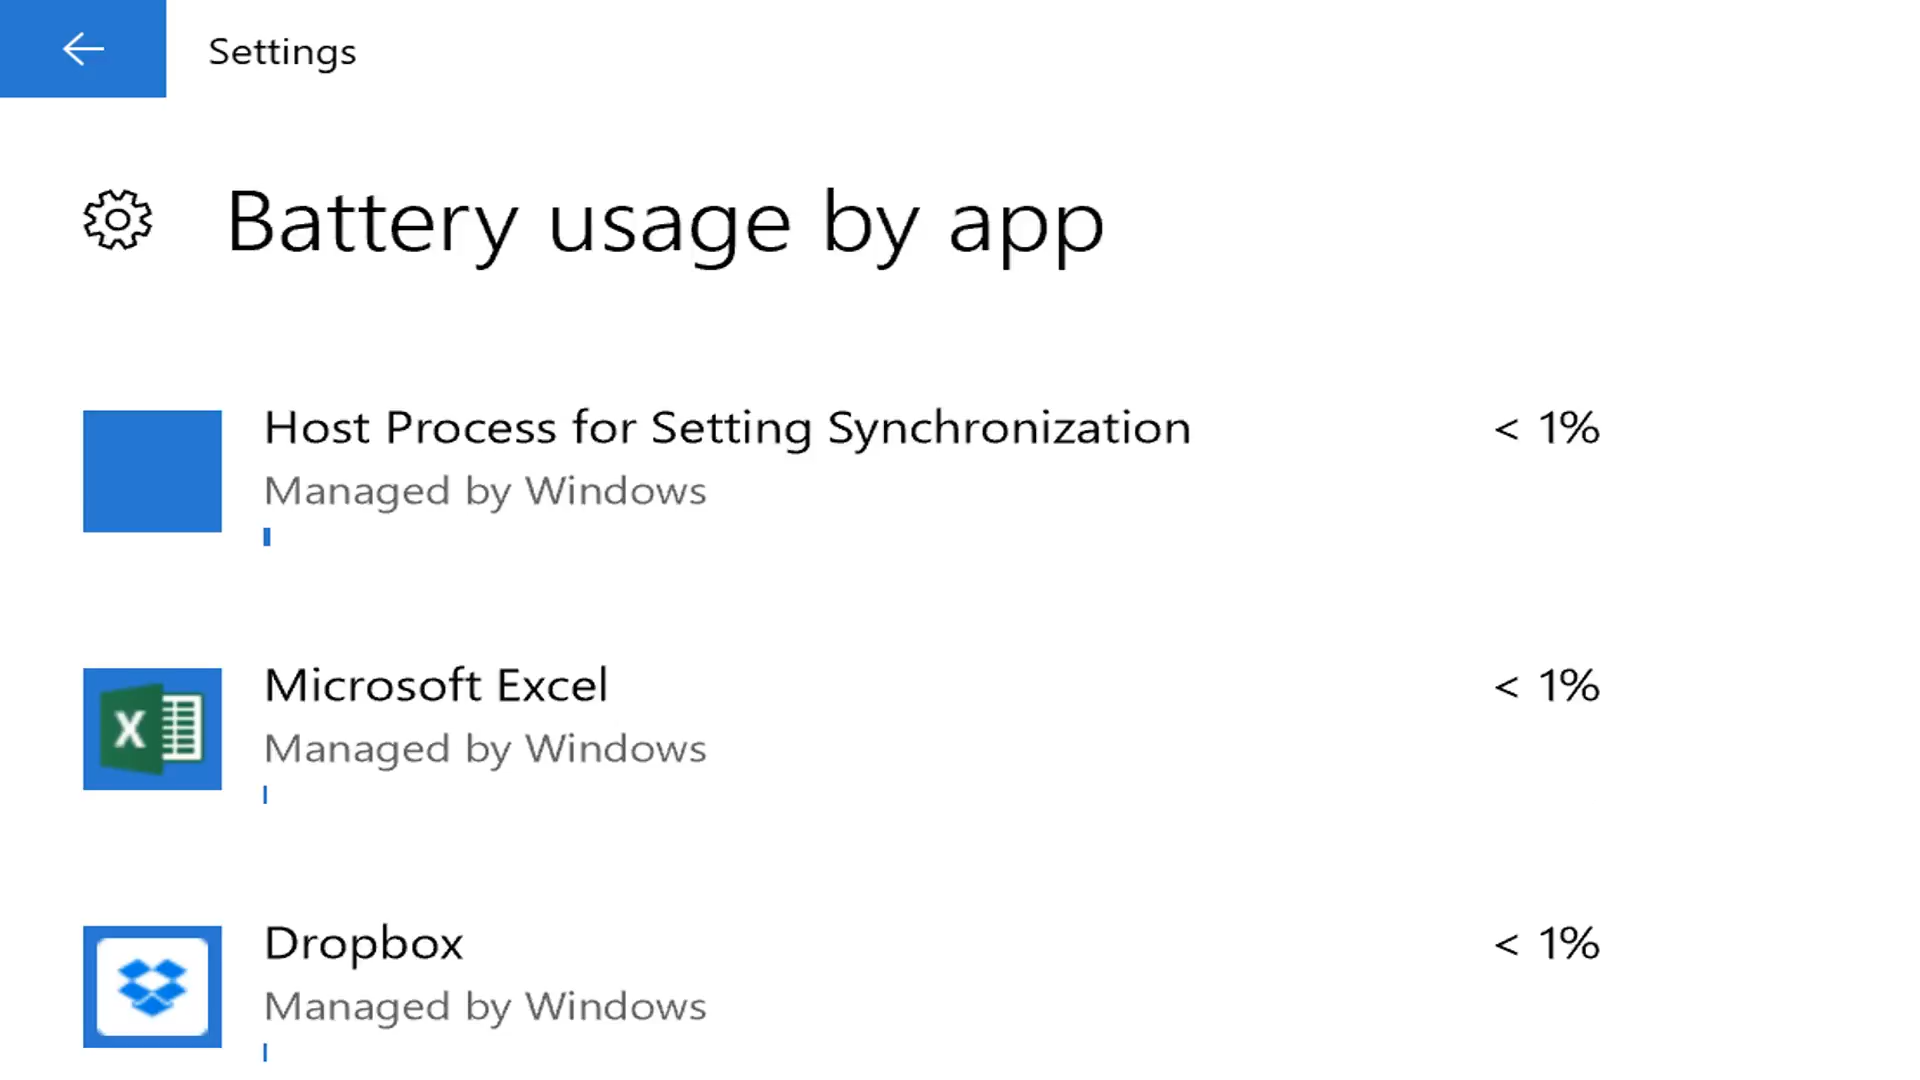 Settings
Battery usage by app
Host Process for Setting Synchronization < 1%
Managed by Windows
Microsoft Excel < 1%
Managed by Windows
Dropbox < 1%
Managed by Windows